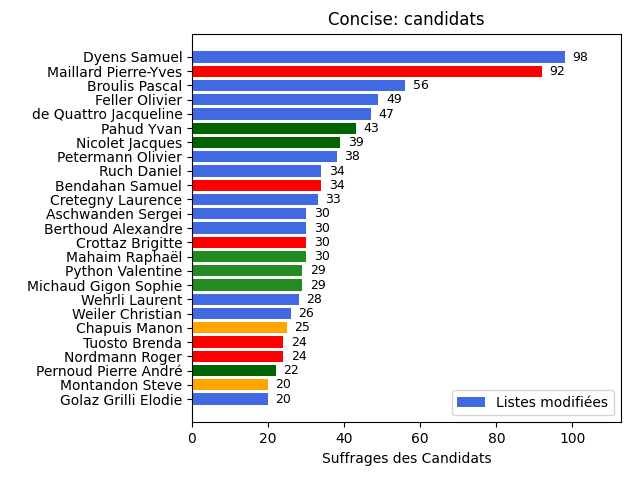 Concise: candidats
Dyens Samuel 98
Maillard Pierre-Yves 92
Broulis Pascal 56
Feller Olivier 49
de Quattro Jacqueline 47
Pahud Yvan 43
Nicolet Jacques 39
Petermann Olivier 38
Ruch Daniel 34
Bendahan Samuel 34
Cretegny Laurence 33
Aschwanden Sergei 30
Berthoud Alexandre 30
Crottaz Brigitte 30
Mahaim Raphaël 30
Python Valentine 29
Michaud Gigon Sophie 29
Wehrli Laurent 28
Weiler Christian 26
Chapuis Manon 25
Tuosto Brenda 24
Nordmann Roger 24
Pernoud Pierre André 22
Montandon Steve 20
Golaz Grilli Elodie 20
Listes modifiées
0 20 40 60 80 100
Suffrages des Candidats